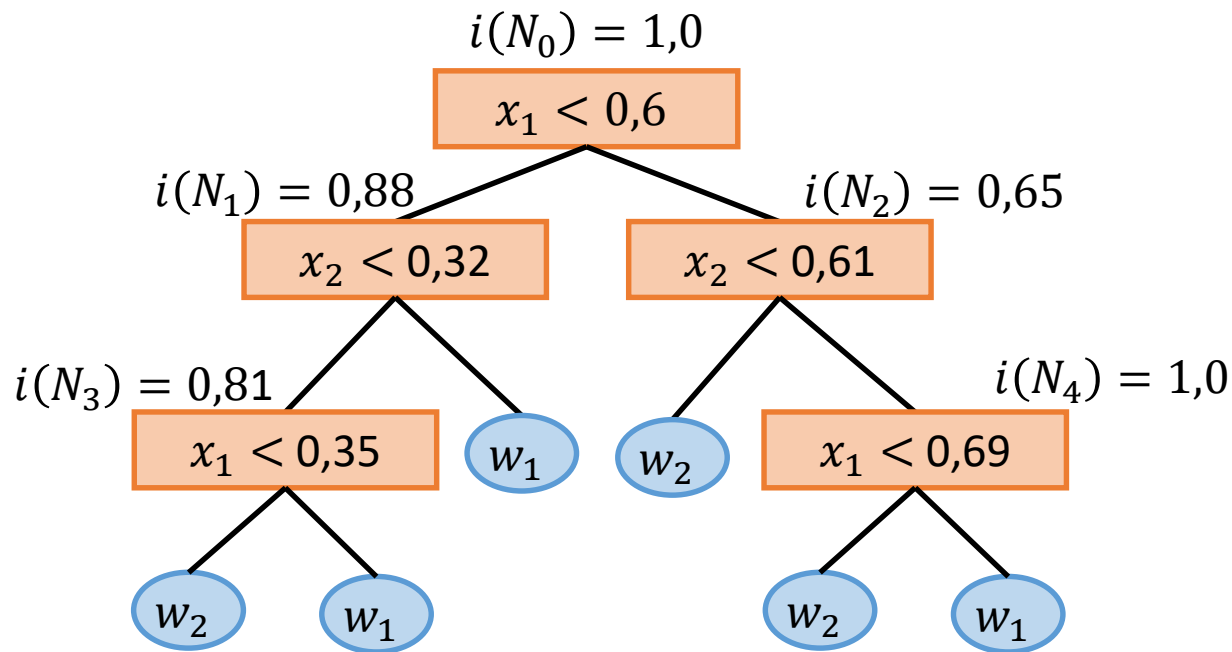 i(N₀) = 1,0
x₁ < 0,6
i(N₁) = 0,88
i(N₂) = 0,65
x₂ < 0,32
x₂ < 0,61
i(N₃) = 0,81
i(N₄) = 1,0
x₁ < 0,35
w₁
w₂
x₁ < 0,69
w₂
w₁
w₂
w₁